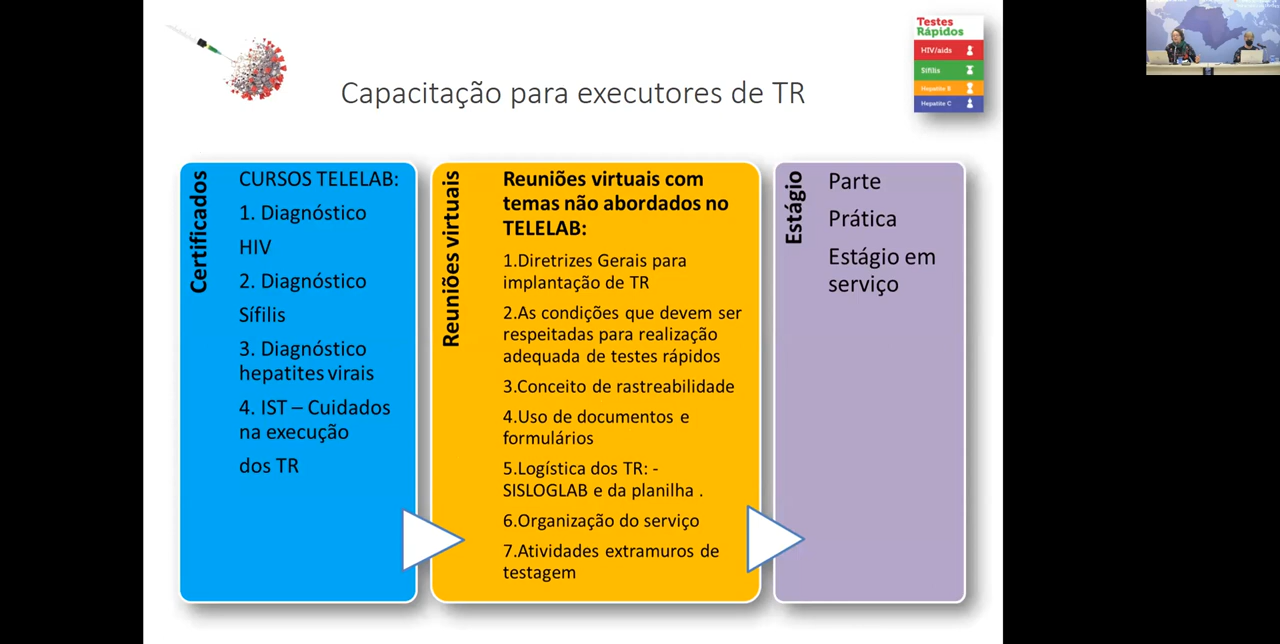 Testes
Rápidos
HIV/aids
Sífilis
Hepatite B
Hepatite C
Capacitação para executores de TR
Certificados
CURSOS TELELAB:
1. Diagnóstico
HIV
2. Diagnóstico
Sífilis
3. Diagnóstico
hepatites virais
4. IST – Cuidados
na execução
dos TR
Reuniões virtuais
Reuniões virtuais com
temas não abordados no
TELELAB:
1.Diretrizes Gerais para
implantação de TR
2.As condições que devem ser
respeitadas para realização
adequada de testes rápidos
3.Conceito de rastreabilidade
4.Uso de documentos e
formulários
5.Logística dos TR: -
SISLOGLAB e da planilha .
6.Organização do serviço
7.Atividades extramuros de
testagem
Estágio
Parte
Prática
Estágio em
serviço